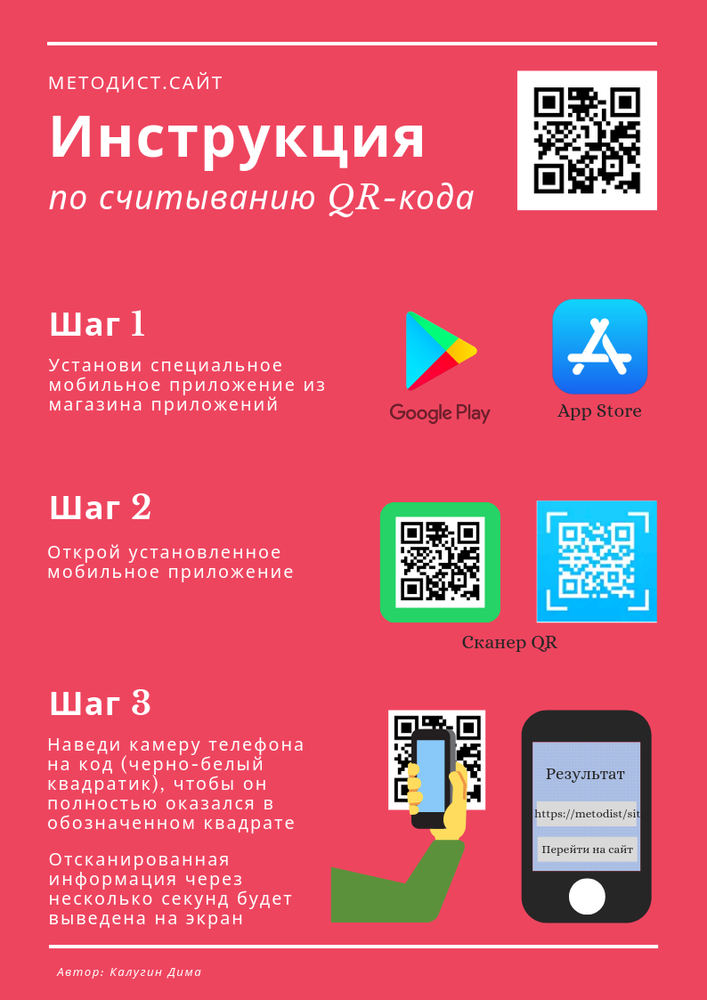 МЕТОДИСТ.САЙТ
Инструкция
по считыванию QR-кода
Шаг 1
Установи специальное
мобильное приложение из
магазина приложений
Google Play
App Store
Шаг 2
Открой установленное
мобильное приложение
Сканер QR
Шаг 3
Наведи камеру телефона
на код (черно-белый
квадратик), чтобы он
полностью оказался в
обозначенном квадрате
Отсканированная
информация через
несколько секунд будет
выведена на экран
Результат
https://metodist/sit
Перейти на сайт
Автор: Калугин Дима